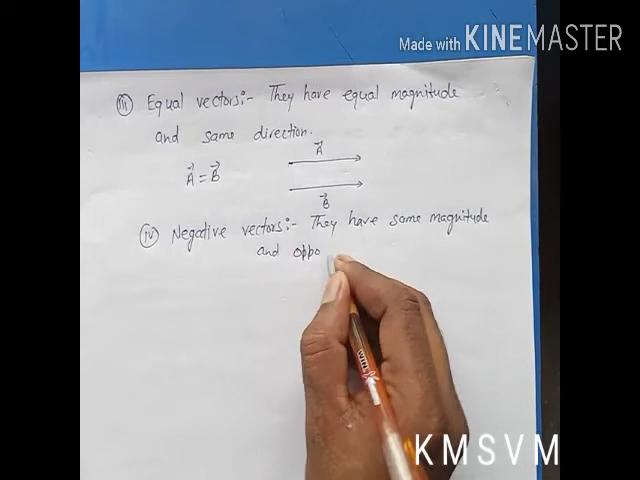 Made with KINEMASTER
(iii) Equal vectors:- They have equal magnitude
and same direction.
A⃗ = B⃗
A⃗
B⃗
(iv) Negative vectors:- They have same magnitude
and oppo
WIN X
K M S V M